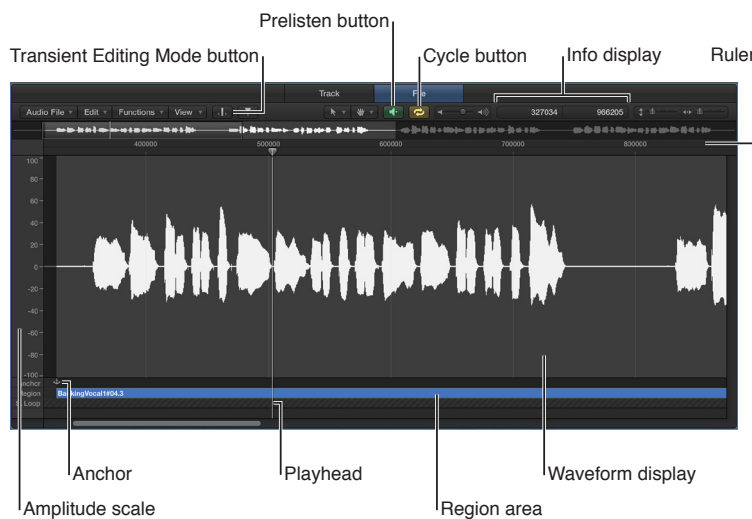 Prelisten button
Transient Editing Mode button
Cycle button
Info display
Ruler
Track
File
Audio File
Edit
Functions
View
327034
966205
400000
500000
600000
700000
800000
100
80
60
40
20
0
-20
-40
-60
-80
-100
Anchor
Region
BackingVocal1#04.3
Loop
Anchor
Playhead
Waveform display
Amplitude scale
Region area